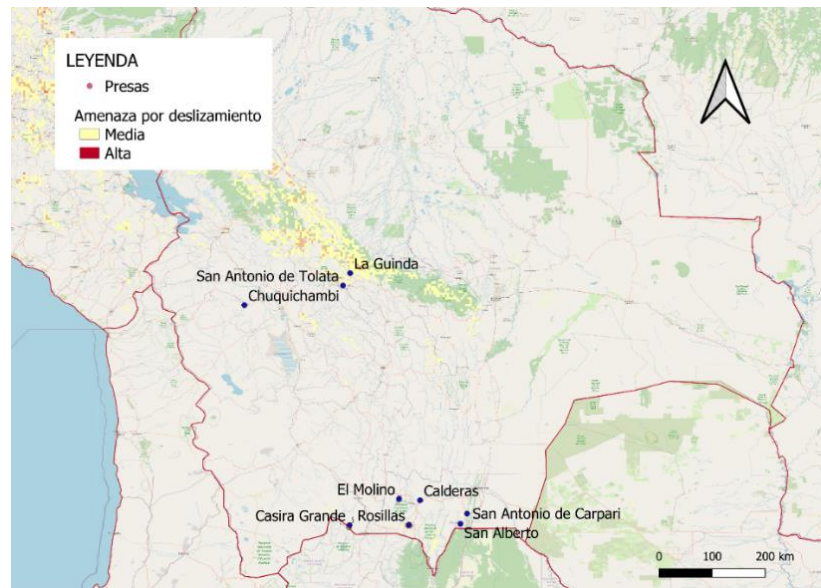 LEYENDA
Presas
Amenaza por deslizamiento
Media
Alta
La Guinda
San Antonio de Tolata
Chuquichambi
El Molino
Calderas
Casira Grande
Rosillas
San Antonio de Carpari
San Alberto
0 100 200 km